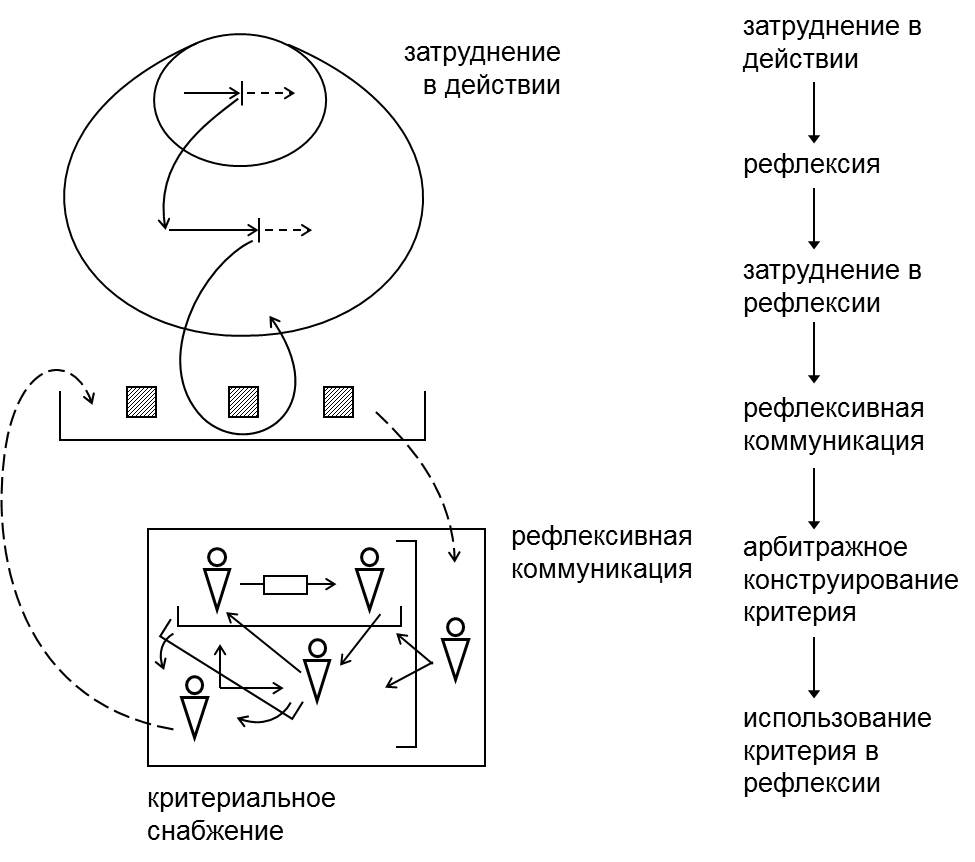 затруднение
в действии
рефлексивная
коммуникация
критериальное
снабжение
затруднение в
действии
рефлексия
затруднение в
рефлексии
рефлексивная
коммуникация
арбитражное
конструирование
критерия
использование
критерия в
рефлексии